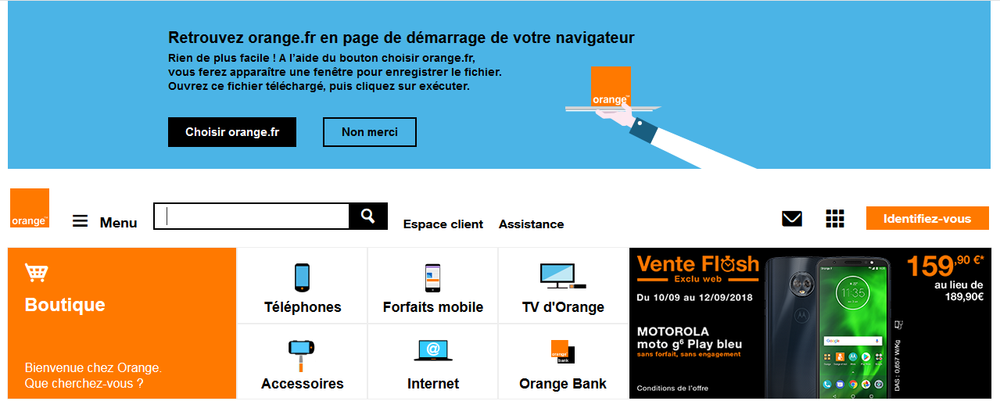 Retrouvez orange.fr en page de démarrage de votre navigateur
Rien de plus facile ! A l'aide du bouton choisir orange.fr,
vous ferez apparaître une fenêtre pour enregistrer le fichier.
Ouvrez ce fichier téléchargé, puis cliquez sur exécuter.
orange™
Choisir orange.fr
Non merci
orange™
Menu
Espace client
Assistance
Identifiez-vous
Boutique
Bienvenue chez Orange.
Que cherchez-vous ?
Téléphones
Forfaits mobile
TV d'Orange
Accessoires
@
Internet
orange
bank
Orange Bank
Vente Flash
Exclu web
Du 10/09 au 12/09/2018
MOTOROLA
moto g⁶ Play bleu
sans forfait, sans engagement
Conditions de l'offre
11:35
Google
159,90 €*
au lieu de
189,90€
DAS : 0,657 W/Kg